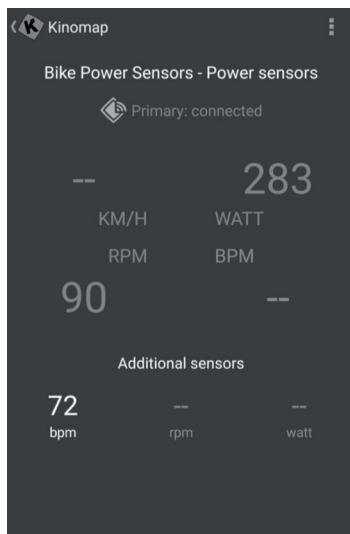 K Kinomap
Bike Power Sensors - Power sensors
Primary: connected
-- 283
KM/H WATT
RPM BPM
90 --
Additional sensors
72 -- --
bpm rpm watt